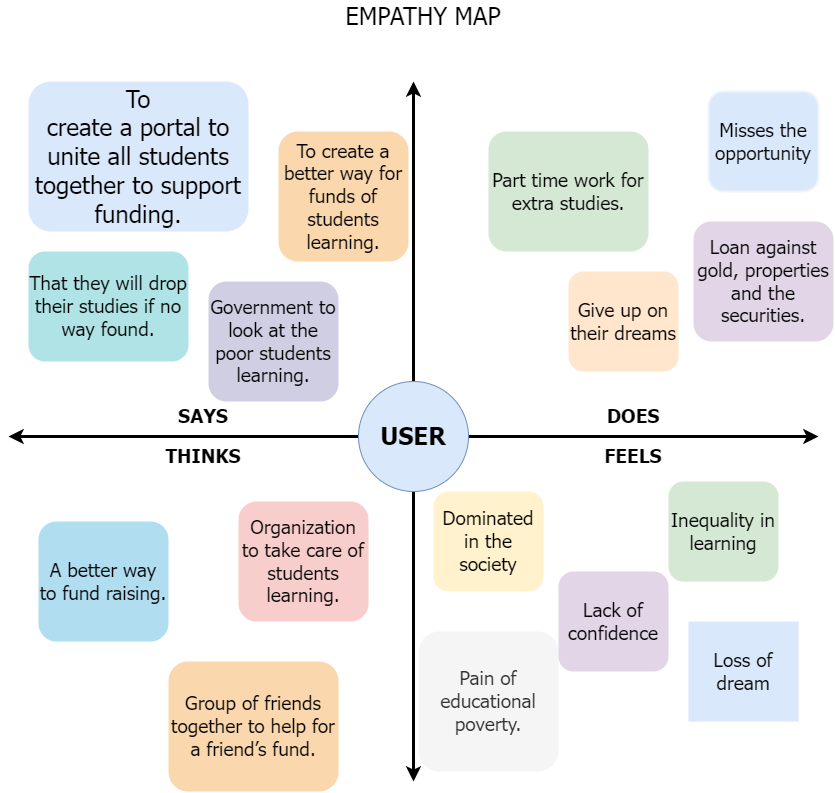 EMPATHY MAP
To
create a portal to
unite all students
together to support
funding.
To create a
better way for
funds of
students
learning.
That they will drop
their studies if no
way found.
Government to
look at the
poor students
learning.
SAYS
Part time work for
extra studies.
Misses the
opportunity
Loan against
gold, properties
and the
securities.
Give up on
their dreams
DOES
USER
THINKS
A better way
to fund raising.
Organization
to take care of
students
learning.
Group of friends
together to help for
a friend’s fund.
FEELS
Dominated
in the
society
Inequality in
learning
Lack of
confidence
Pain of
educational
poverty.
Loss of
dream